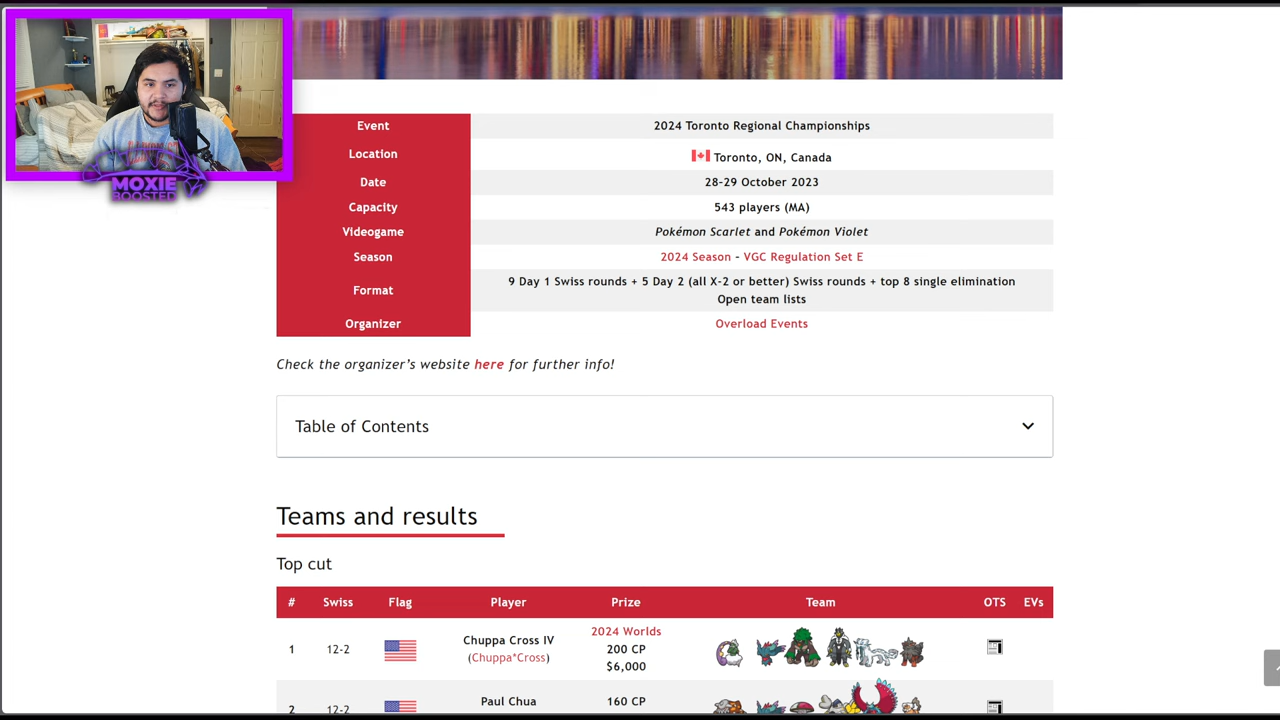 MOXIE
BOOSTED
Event 2024 Toronto Regional Championships
Location Toronto, ON, Canada
Date 28-29 October 2023
Capacity 543 players (MA)
Videogame Pokémon Scarlet and Pokémon Violet
Season 2024 Season - VGC Regulation Set E
Format 9 Day 1 Swiss rounds + 5 Day 2 (all X-2 or better) Swiss rounds + top 8 single elimination
Open team lists
Organizer Overload Events
Check the organizer's website here for further info!
Table of Contents
Teams and results
Top cut
# Swiss Flag Player Prize Team OTS EVs
1 12-2 Chuppa Cross IV (Chuppa*Cross) 2024 Worlds 200 CP $6,000
2 12-2 Paul Chua 160 CP